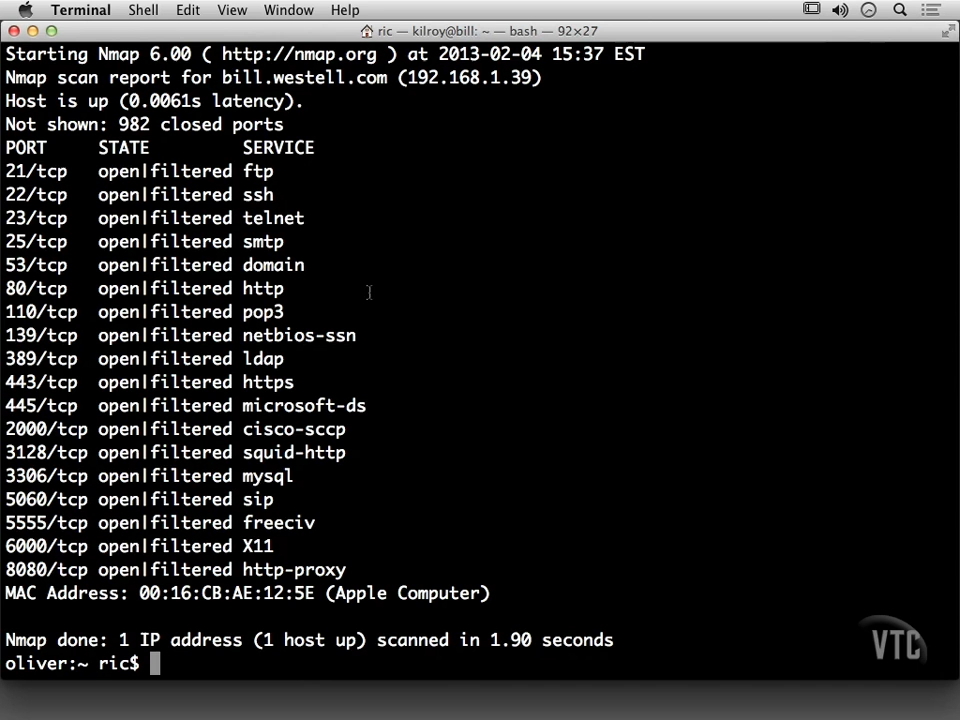 Terminal Shell Edit View Window Help
ric — kilroy@bill: ~ — bash — 92×27
Starting Nmap 6.00 ( http://nmap.org ) at 2013-02-04 15:37 EST
Nmap scan report for bill.westell.com (192.168.1.39)
Host is up (0.0061s latency).
Not shown: 982 closed ports
PORT STATE SERVICE
21/tcp open|filtered ftp
22/tcp open|filtered ssh
23/tcp open|filtered telnet
25/tcp open|filtered smtp
53/tcp open|filtered domain
80/tcp open|filtered http
110/tcp open|filtered pop3
139/tcp open|filtered netbios-ssn
389/tcp open|filtered ldap
443/tcp open|filtered https
445/tcp open|filtered microsoft-ds
2000/tcp open|filtered cisco-sccp
3128/tcp open|filtered squid-http
3306/tcp open|filtered mysql
5060/tcp open|filtered sip
5555/tcp open|filtered freeciv
6000/tcp open|filtered X11
8080/tcp open|filtered http-proxy
MAC Address: 00:16:CB:AE:12:5E (Apple Computer)
Nmap done: 1 IP address (1 host up) scanned in 1.90 seconds
oliver:~ ric$
VTC